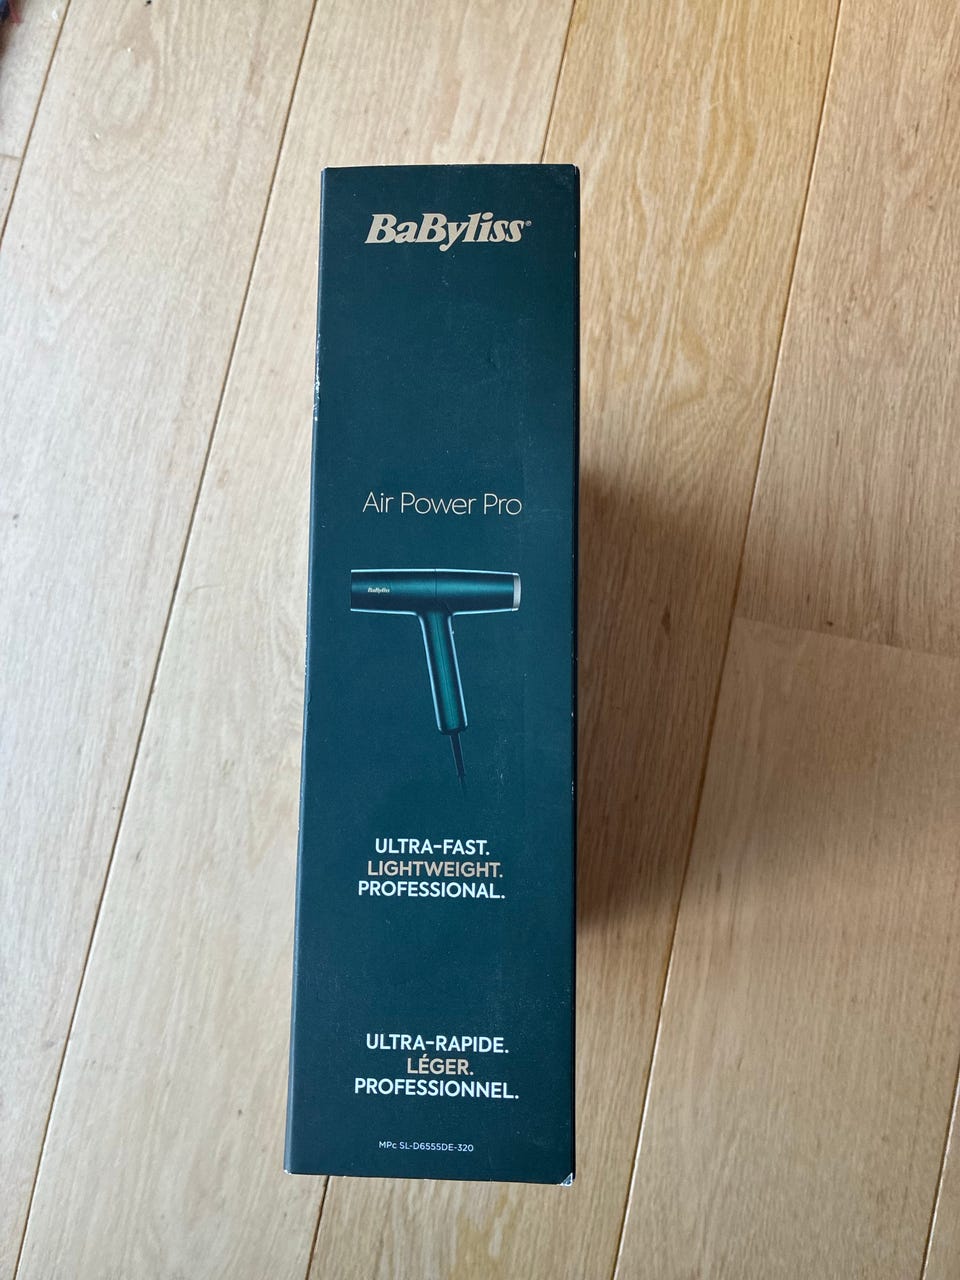 BaByliss®
Air Power Pro
BaByliss
ULTRA-FAST.
LIGHTWEIGHT.
PROFESSIONAL.
ULTRA-RAPIDE.
LÉGER.
PROFESSIONNEL.
MPc SL-D6555DE-320